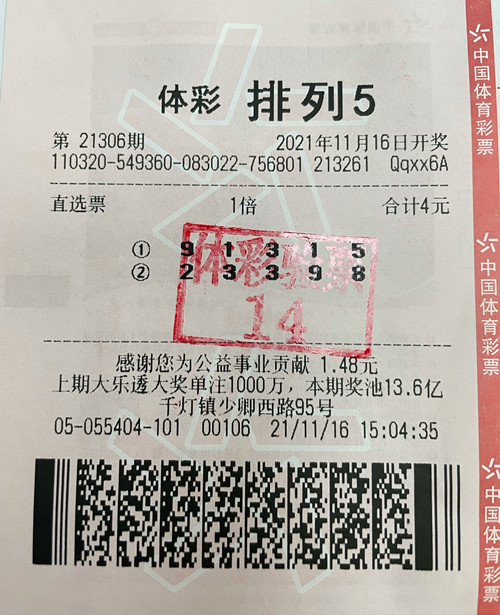 体彩 排列5
第 21306期 2021年11月16日开奖
110320-549360-083022-756801 213261 Qqxx6A
直选票 1倍 合计4元
① 9 1 3 1 5
② 2 3 3 9 8
体彩验票
14
感谢您为公益事业贡献 1.48元
上期大乐透大奖单注1000万，本期奖池13.6亿
千灯镇少卿西路95号
05-055404-101 00106 21/11/16 15:04:35
中国体育彩票
中国体育彩票
中国体育彩票